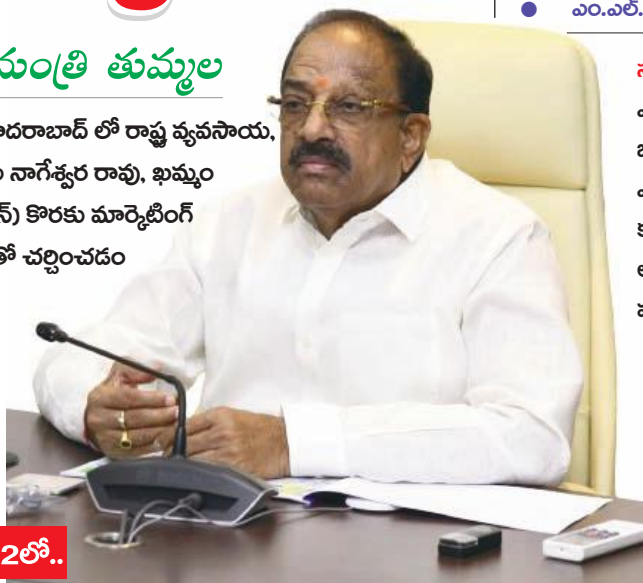 మంత్రి తుమ్మల
ఎం.ఎల్.
దరాబాద్ లో రాష్ట్ర వ్యవసాయ,
నాగేశ్వర రావు, ఖమ్మం
న్) కొరకు మార్కెటింగ్
తో చర్చించడం
2లో..